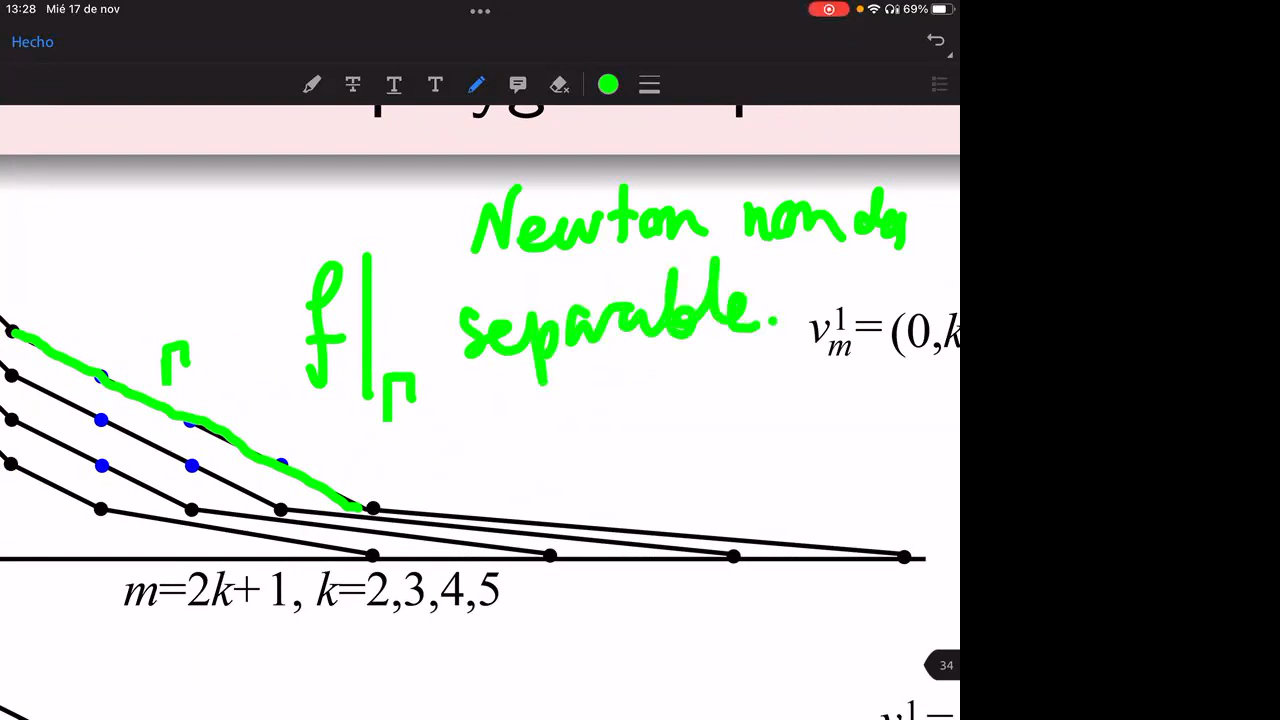 13:28 Mié 17 de nov
69%
Hecho
Newton non deg
separable.
f|Γ
Γ
v¹ₘ = (0,k
m=2k+1, k=2,3,4,5
34